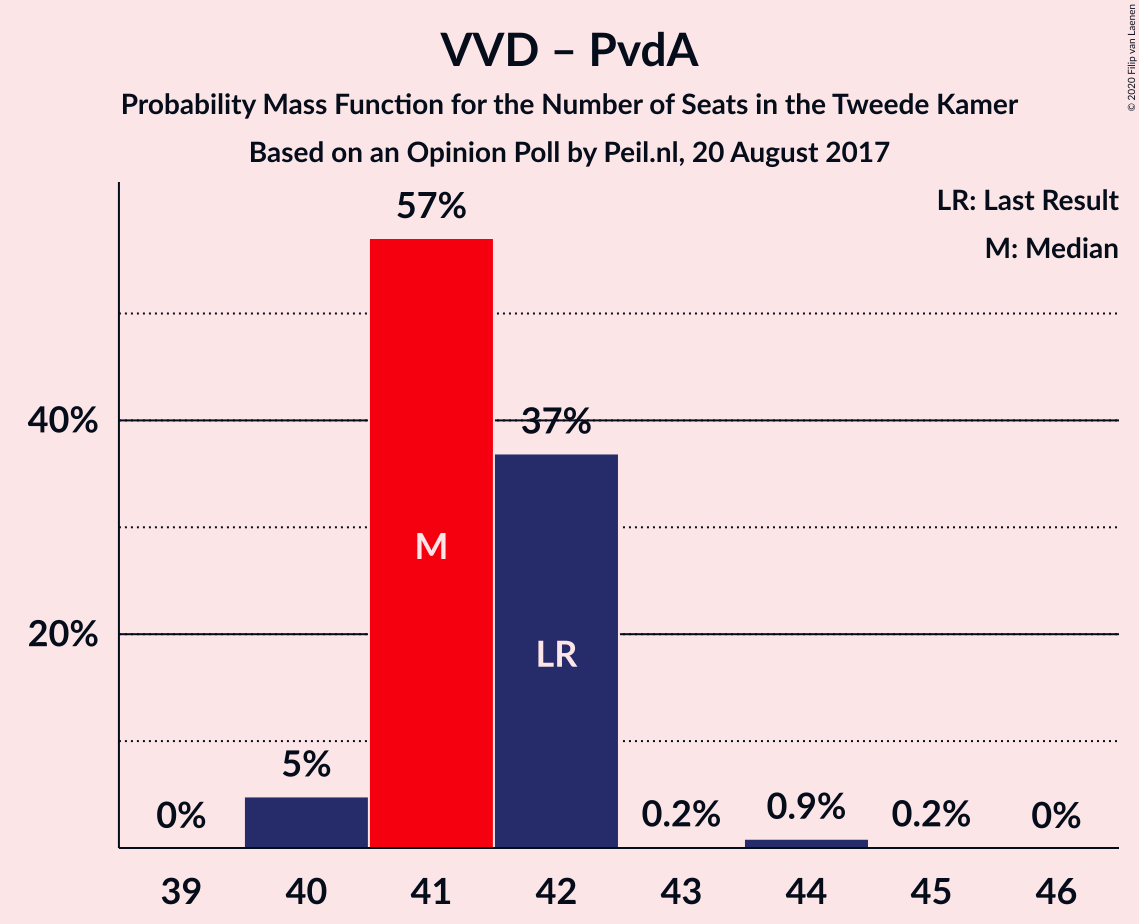 VVD – PvdA
Probability Mass Function for the Number of Seats in the Tweede Kamer
Based on an Opinion Poll by Peil.nl, 20 August 2017
© 2020 Filip van Laenen
LR: Last Result
M: Median
57%
40%
37%
M
20%
LR
5%
0%
0.2%
0.9%
0.2%
0%
39 40 41 42 43 44 45 46